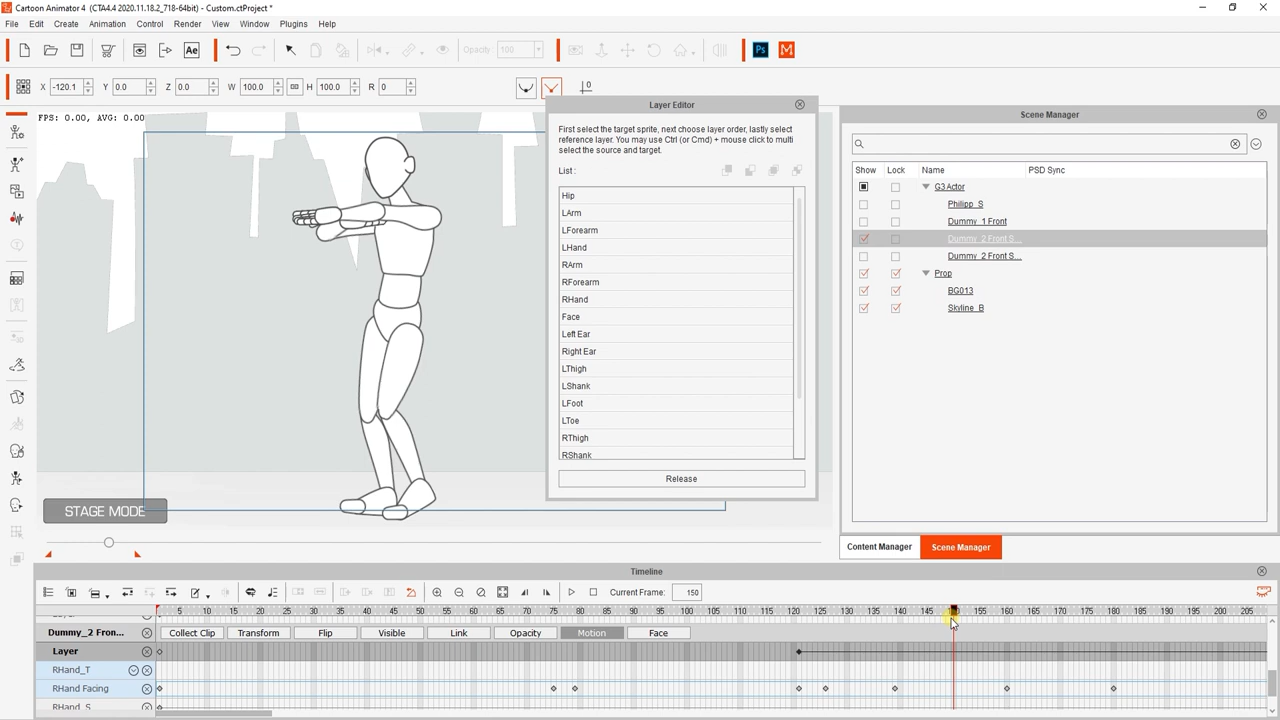 Cartoon Animator 4 (CTA4.4 2020.11.18.2_718-64bit) - Custom.ctProject *
File Edit Create Animation Control Render View Window Plugins Help
Ae Opacity : 100. Ps
X -120.1 Y 0.0 Z 0.0 W 100.0 H 100.0 R 0
FPS: 0.00, AVG: 0.00
STAGE MODE
Layer Editor
First select the target sprite, next choose layer order, lastly select
reference layer. You may use Ctrl (or Cmd) + mouse click to multi
select the source and target.
List :
Hip
LArm
LForearm
LHand
RArm
RForearm
RHand
Face
Left Ear
Right Ear
LThigh
LShank
LFoot
LToe
RThigh
RShank
Release
Scene Manager
Show Lock Name PSD Sync
G3 Actor
Philipp_S
Dummy_1 Front
Dummy_2 Front S...
Dummy_2 Front S...
Prop
BG013
Skyline_B
Content Manager Scene Manager
Timeline
Current Frame: 150
5 10 15 20 25 30 35 40 45 50 55 60 65 70 75 80 85 90 95 100 105 110 115 120 125 130 135 140 145 155 160 165 170 175 180 185 190 195 200 205
Dummy_2 Fron... Collect Clip Transform Flip Visible Link Opacity Motion Face
Layer
RHand_T
RHand Facing
RHand_S